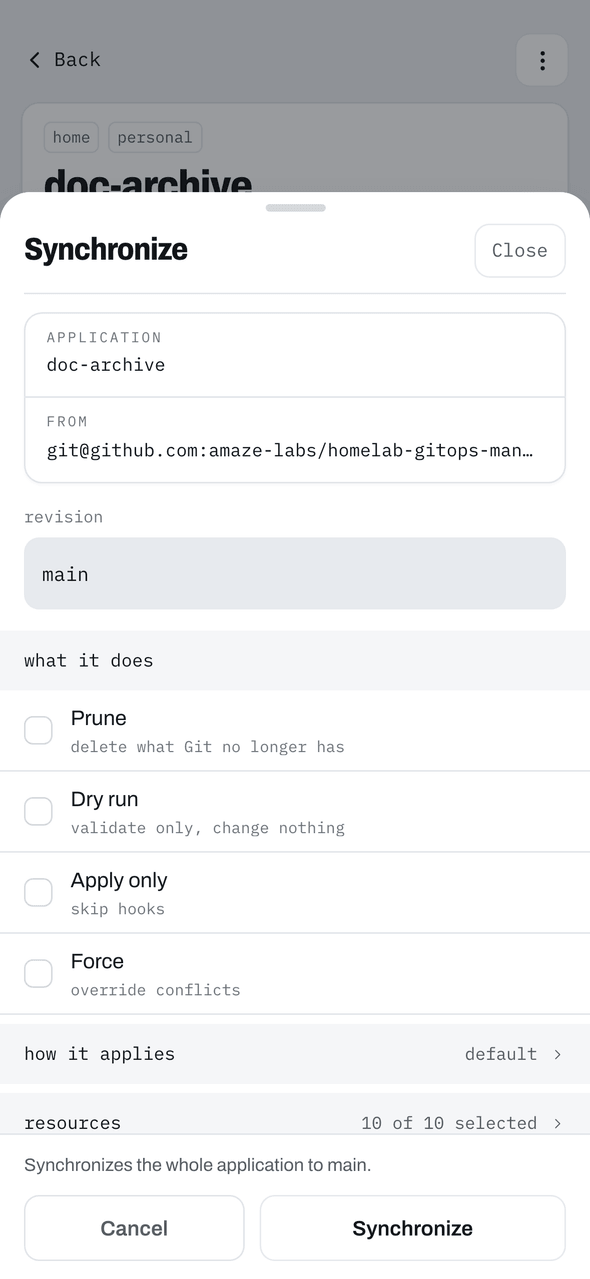 Back
home personal
doc-archive
Synchronize
Close
APPLICATION
doc-archive
FROM
git@github.com:amaze-labs/homelab-gitops-man…
revision
main
what it does
Prune
delete what Git no longer has
Dry run
validate only, change nothing
Apply only
skip hooks
Force
override conflicts
how it applies default
resources 10 of 10 selected
Synchronizes the whole application to main.
Cancel Synchronize